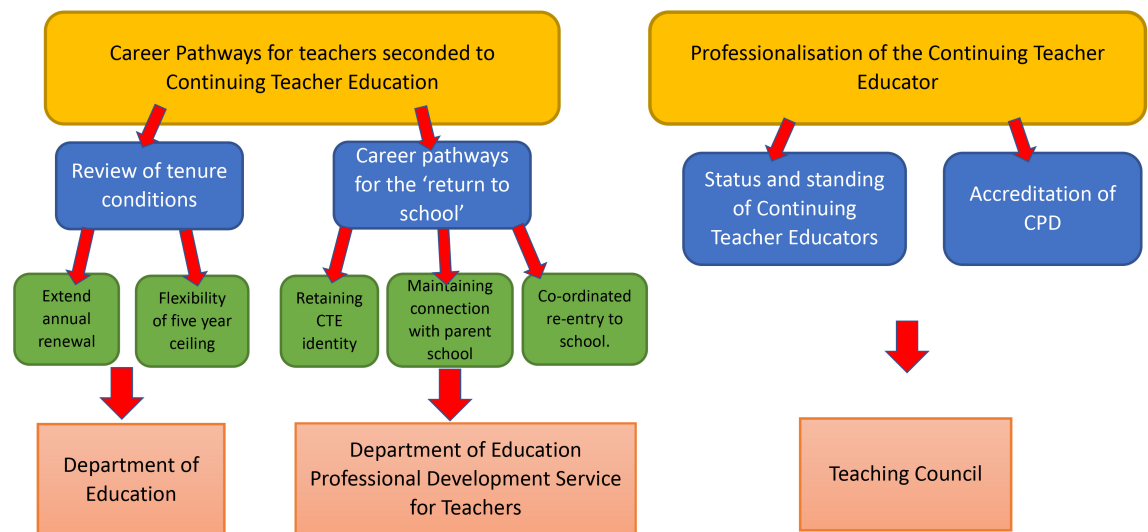 Career Pathways for teachers seconded to
Continuing Teacher Education
Professionalisation of the Continuing Teacher
Educator
Review of tenure
conditions
Career pathways
for the ‘return to
school’
Status and standing
of Continuing
Teacher Educators
Accreditation of
CPD
Extend
annual
renewal
Flexibility
of five year
ceiling
Retaining
CTE
identity
Maintaining
connection
with parent
school
Co-ordinated
re-entry to
school.
Department of
Education
Department of Education
Professional Development Service
for Teachers
Teaching Council